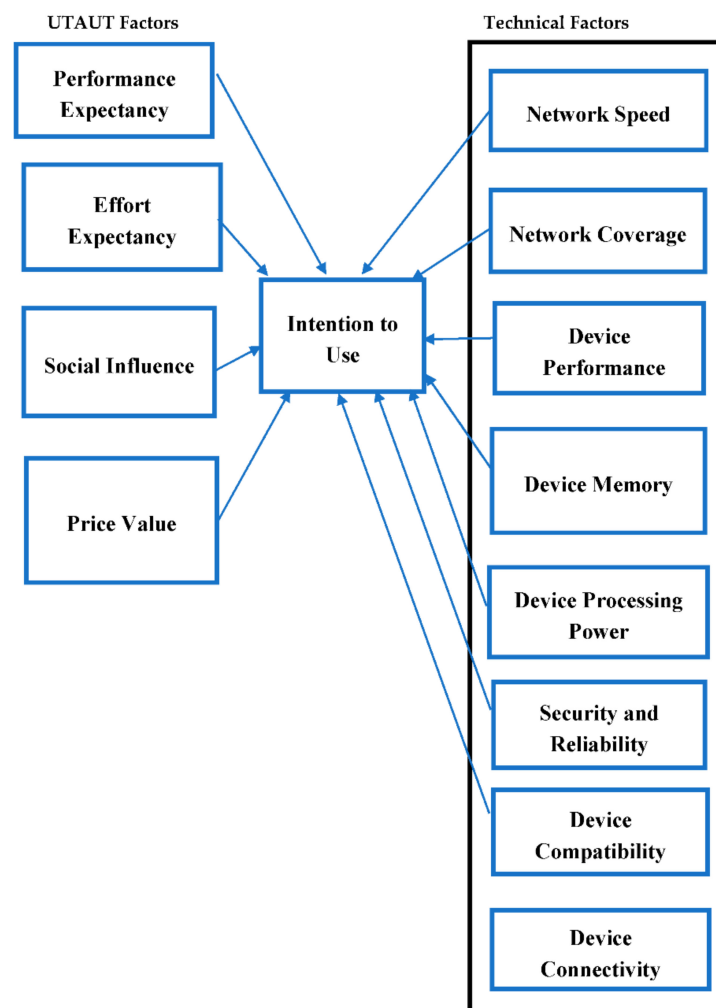 UTAUT Factors
Technical Factors
Performance
Expectancy
Effort
Expectancy
Social Influence
Price Value
Intention to
Use
Network Speed
Network Coverage
Device
Performance
Device Memory
Device Processing
Power
Security and
Reliability
Device
Compatibility
Device
Connectivity